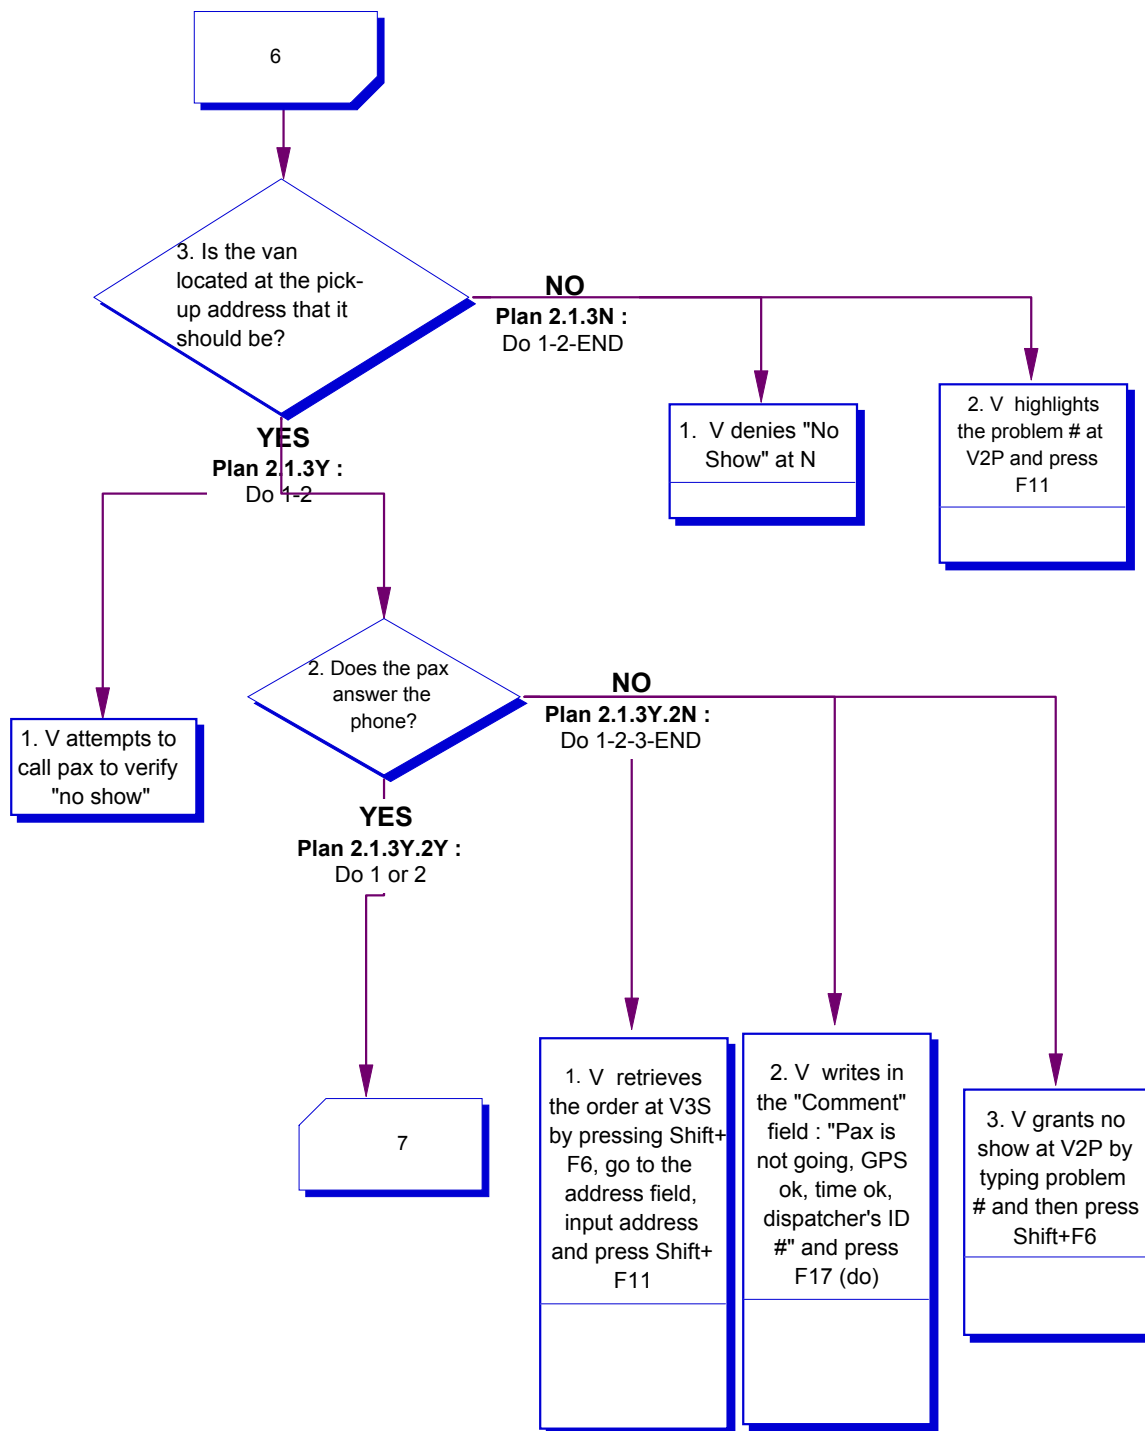 6
3. Is the van
located at the pick-
up address that it
should be?
NO
Plan 2.1.3N :
Do 1-2-END
1. V denies "No
Show" at N
2. V highlights
the problem # at
V2P and press
F11
YES
Plan 2.1.3Y :
Do 1-2
1. V attempts to
call pax to verify
"no show"
2. Does the pax
answer the
phone?
NO
Plan 2.1.3Y.2N :
Do 1-2-3-END
YES
Plan 2.1.3Y.2Y :
Do 1 or 2
7
1. V retrieves
the order at V3S
by pressing Shift+
F6, go to the
address field,
input address
and press Shift+
F11
2. V writes in
the "Comment"
field : "Pax is
not going, GPS
ok, time ok,
dispatcher's ID
#" and press
F17 (do)
3. V grants no
show at V2P by
typing problem
# and then press
Shift+F6